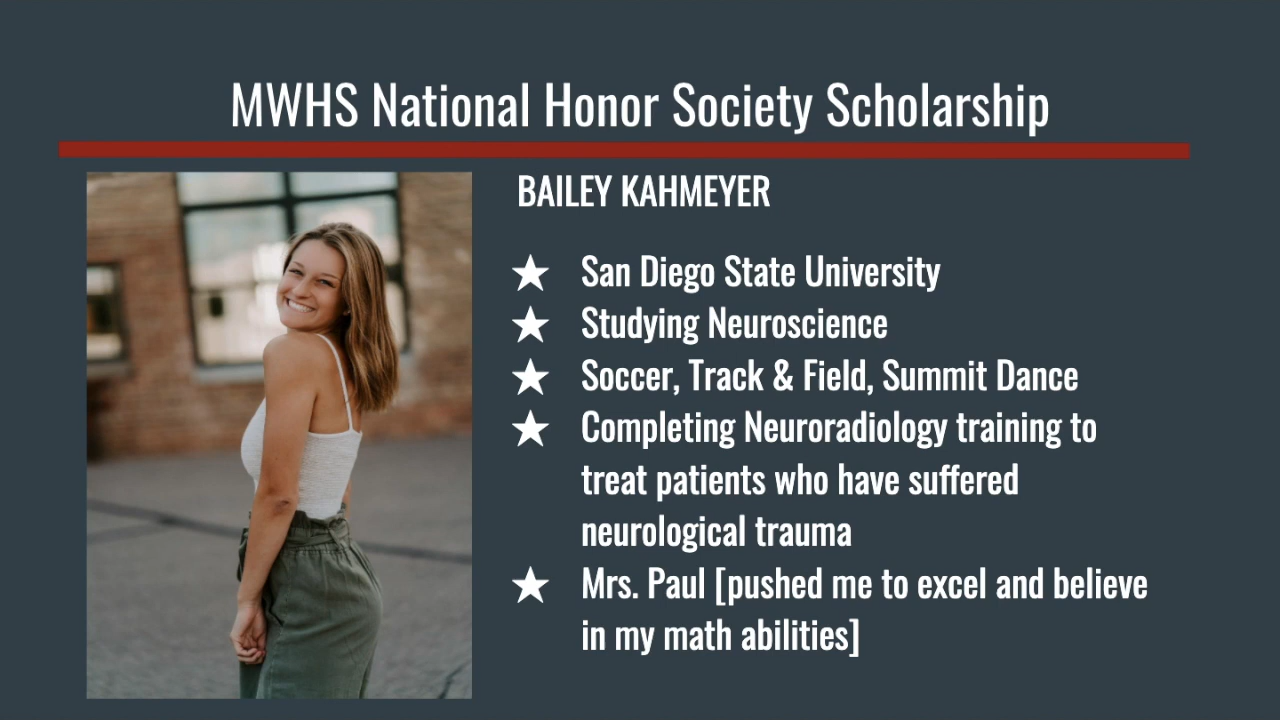 MWHS National Honor Society Scholarship
BAILEY KAHMEYER
San Diego State University
Studying Neuroscience
Soccer, Track & Field, Summit Dance
Completing Neuroradiology training to
treat patients who have suffered
neurological trauma
Mrs. Paul [pushed me to excel and believe
in my math abilities]